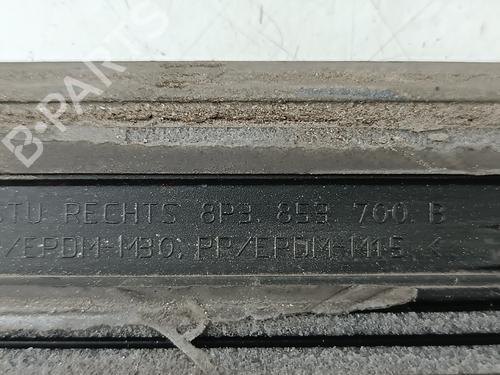 STU RECHTS 8P3 853 700 B
/EPDM-M30, PP/EPDM-M15 <
B-PARTS